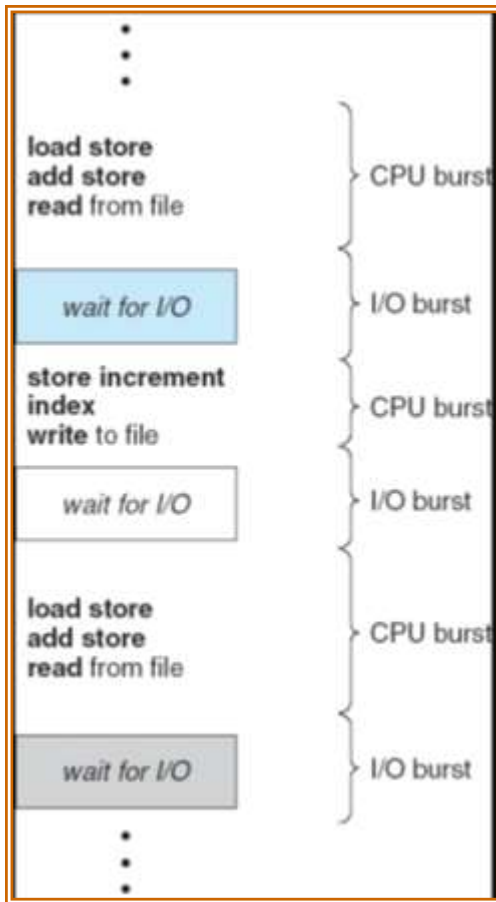 load store
add store
read from file
CPU burst
wait for I/O
I/O burst
store increment
index
write to file
CPU burst
wait for I/O
I/O burst
load store
add store
read from file
CPU burst
wait for I/O
I/O burst